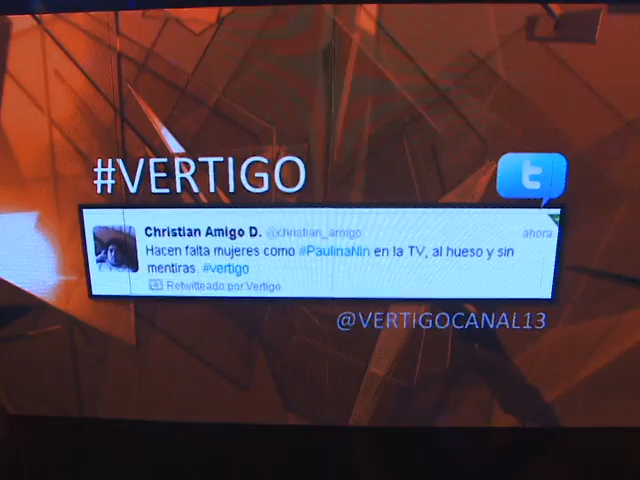 #VERTIGO
Christian Amigo D. @christian_amigo ahora
Hacen falta mujeres como #PaulinaNin en la TV, al hueso y sin
mentiras. #vertigo
Retwitteado por Vertigo
@VERTIGOCANAL13